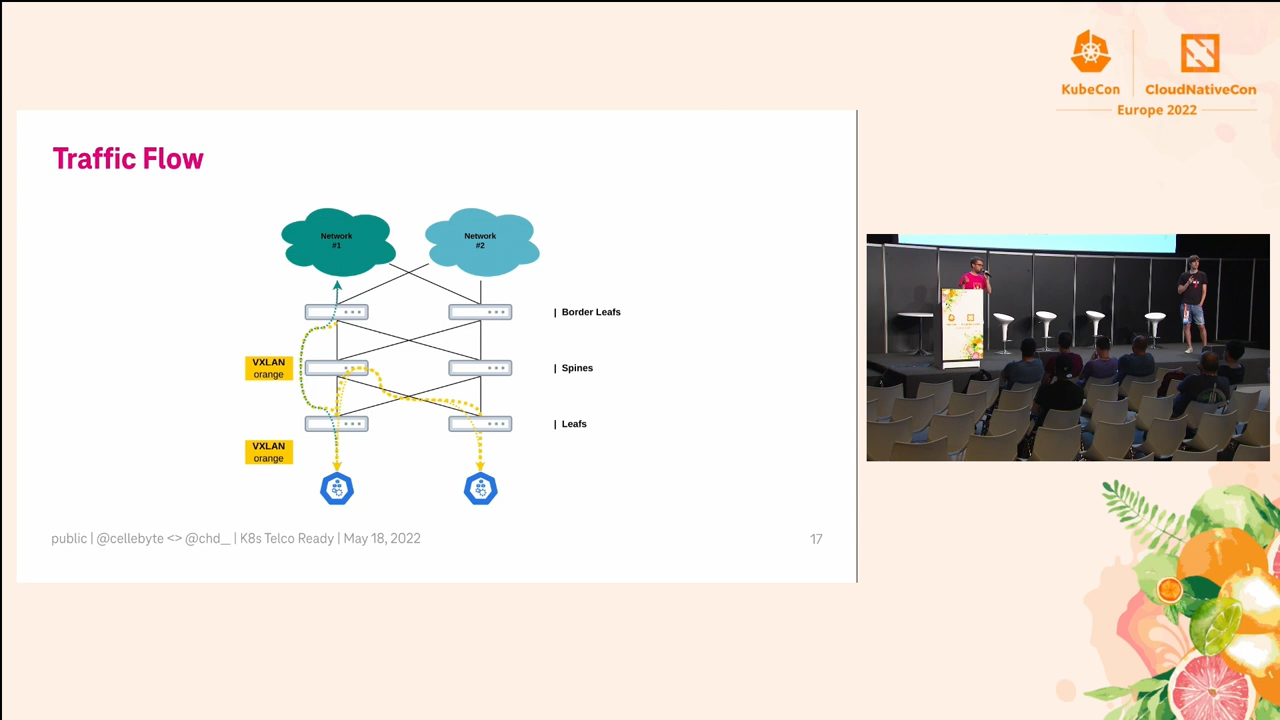 KubeCon
CloudNativeCon
Europe 2022
Traffic Flow
Network
#1
Network
#2
| Border Leafs
VXLAN
orange
| Spines
| Leafs
VXLAN
orange
public | @cellebyte <> @chd_ | K8s Telco Ready | May 18, 2022
17